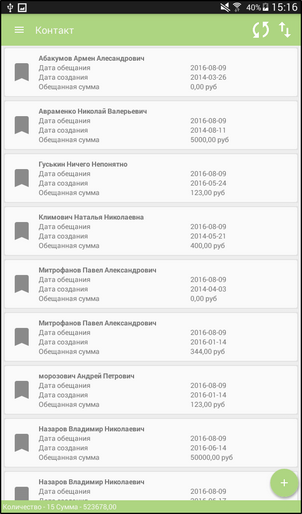 40% 15:16
Контакт
Абакумов Армен Алесандрович
Дата обещания 2016-08-09
Дата создания 2014-03-26
Обещанная сумма 0,00 руб
Авраменко Николай Валерьевич
Дата обещания 2016-08-09
Дата создания 2014-08-11
Обещанная сумма 5000,00 руб
Гуськин Ничего Непонятно
Дата обещания 2016-08-09
Дата создания 2016-05-24
Обещанная сумма 123,00 руб
Климович Наталья Николаевна
Дата обещания 2016-08-09
Дата создания 2014-05-21
Обещанная сумма 400,00 руб
Митрофанов Павел Александрович
Дата обещания 2016-08-09
Дата создания 2014-04-03
Обещанная сумма 0,00 руб
Митрофанов Павел Александрович
Дата обещания 2016-08-09
Дата создания 2016-01-14
Обещанная сумма 344,00 руб
морозович Андрей Петрович
Дата обещания 2016-08-09
Дата создания 2016-01-14
Обещанная сумма 123,00 руб
Назаров Владимир Николаевич
Дата обещания 2016-08-09
Дата создания 2016-06-14
Обещанная сумма 50000,00 руб
Назаров Владимир Николаевич
Дата обещания 2016-08-09
Количество - 15 Сумма - 523678,00